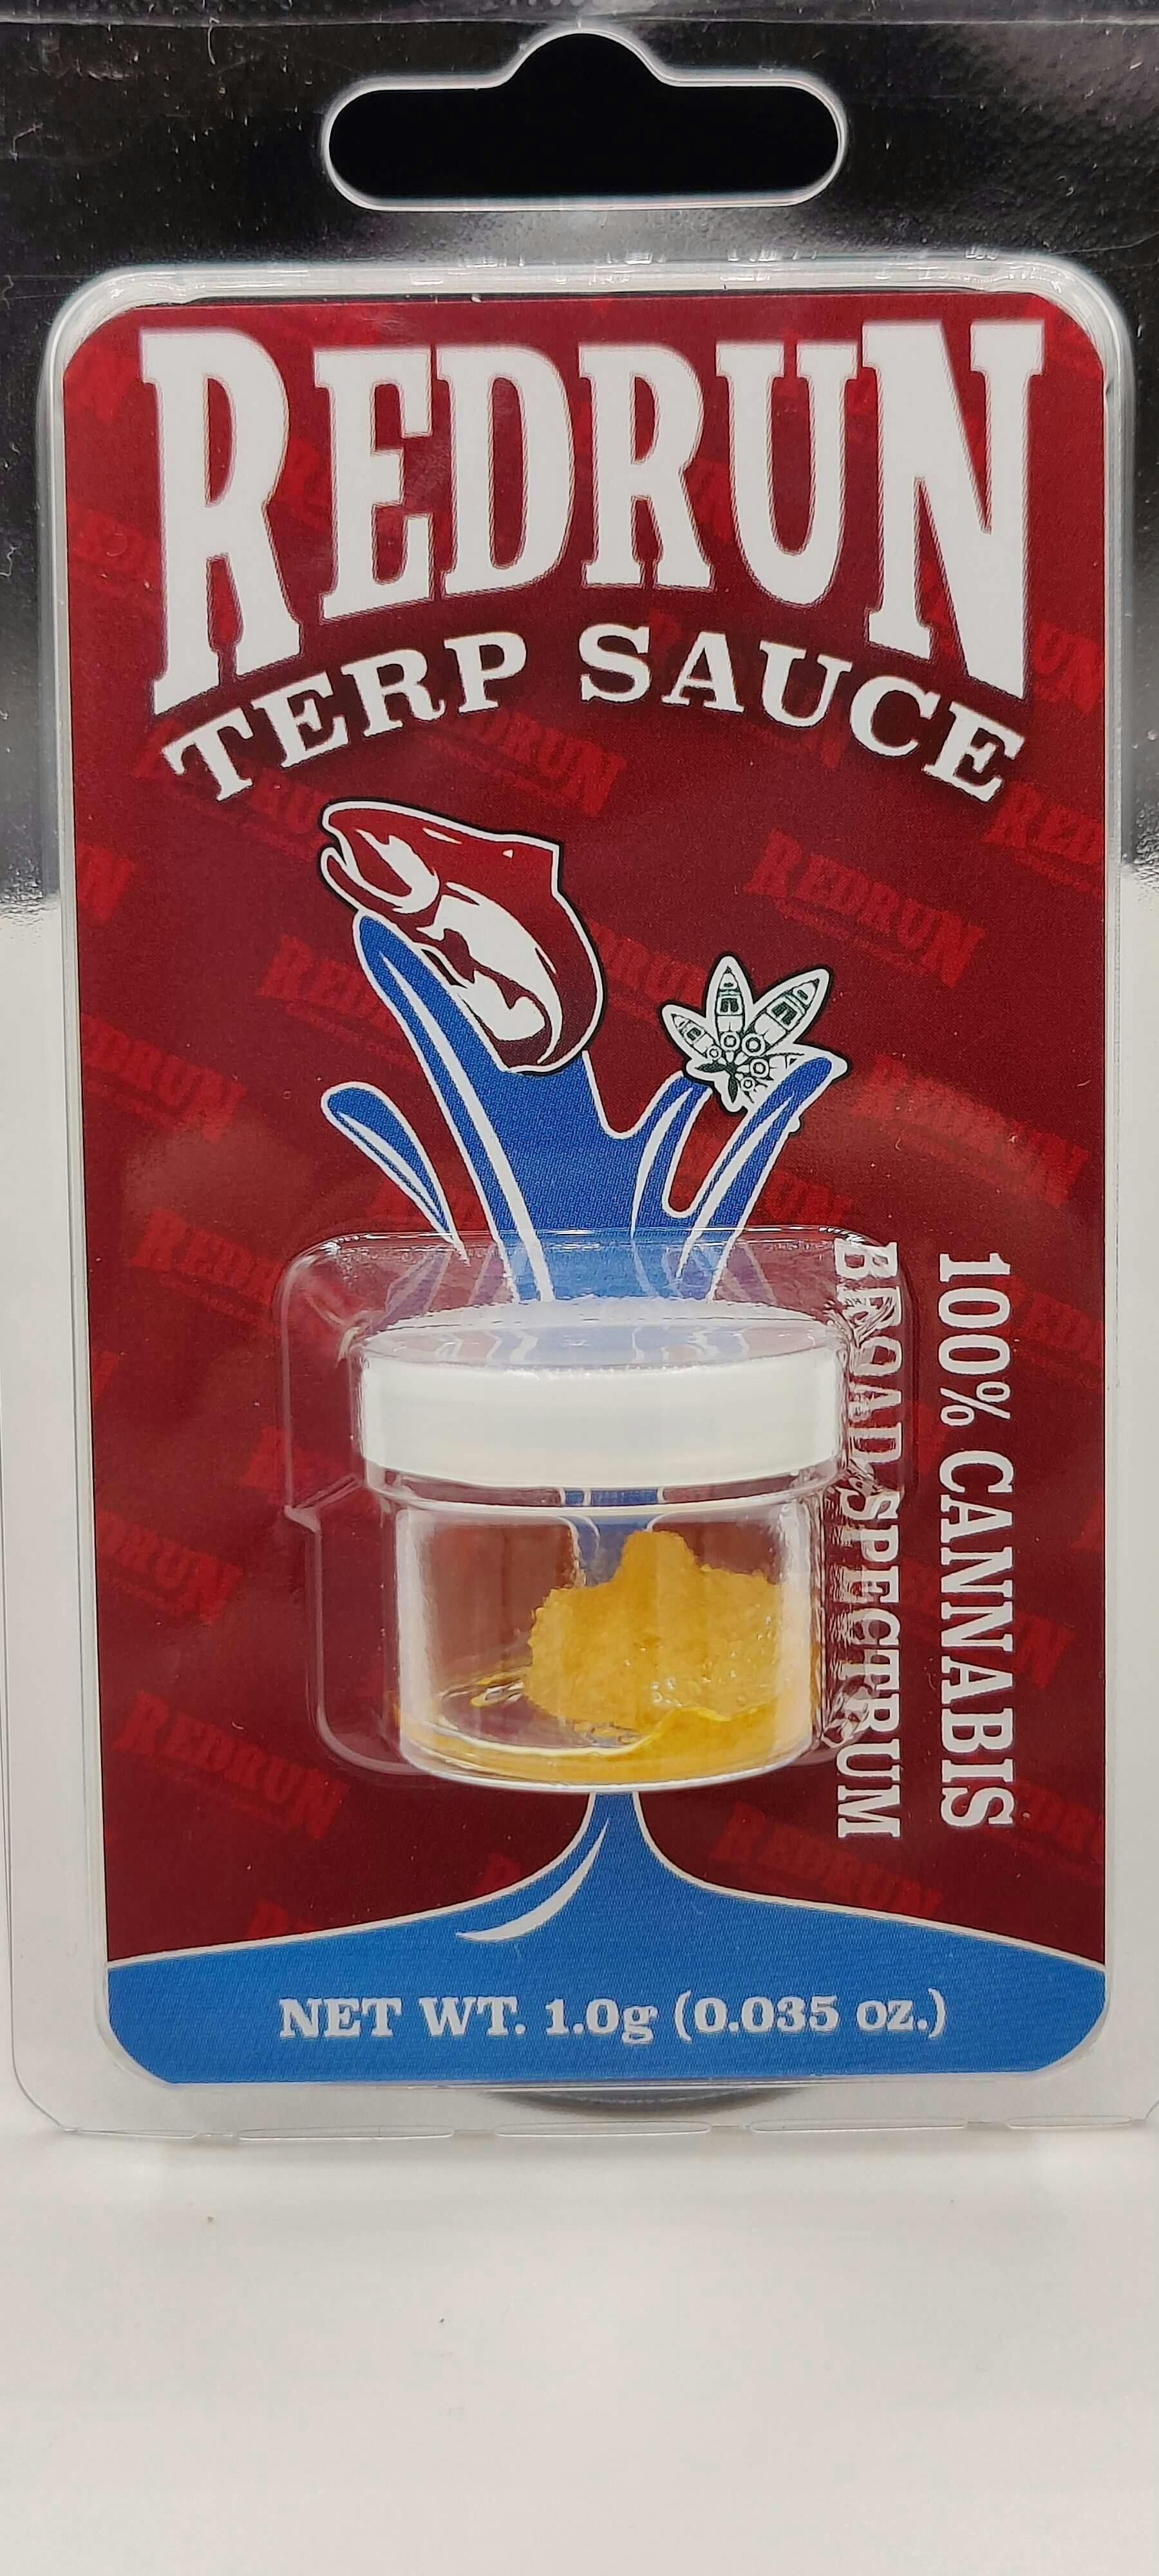 REDRUN
TERP SAUCE
100% CANNABIS
BROAD SPECTRUM
NET WT. 1.0g (0.035 oz.)